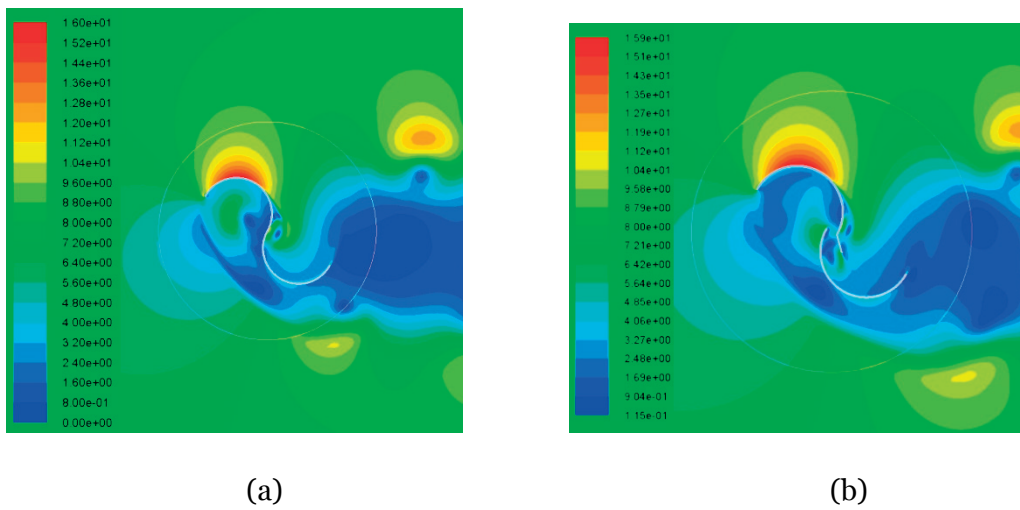 1 60e+01
1 52e+01
1 44e+01
1 36e+01
1 28e+01
1 20e+01
1 12e+01
1 04e+01
9 60e+00
8 80e+00
8 00e+00
7 20e+00
6 40e+00
5 60e+00
4 80e+00
4 00e+00
3 20e+00
2 40e+00
1 60e+00
8 00e-01
0 00e+00
1 59e+01
1 51e+01
1 43e+01
1 35e+01
1 27e+01
1 19e+01
1 12e+01
1 04e+01
9 58e+00
8 79e+00
8 00e+00
7 21e+00
6 42e+00
5 64e+00
4 85e+00
4 06e+00
3 27e+00
2 48e+00
1 69e+00
9 04e-01
1 15e-01
(a)
(b)